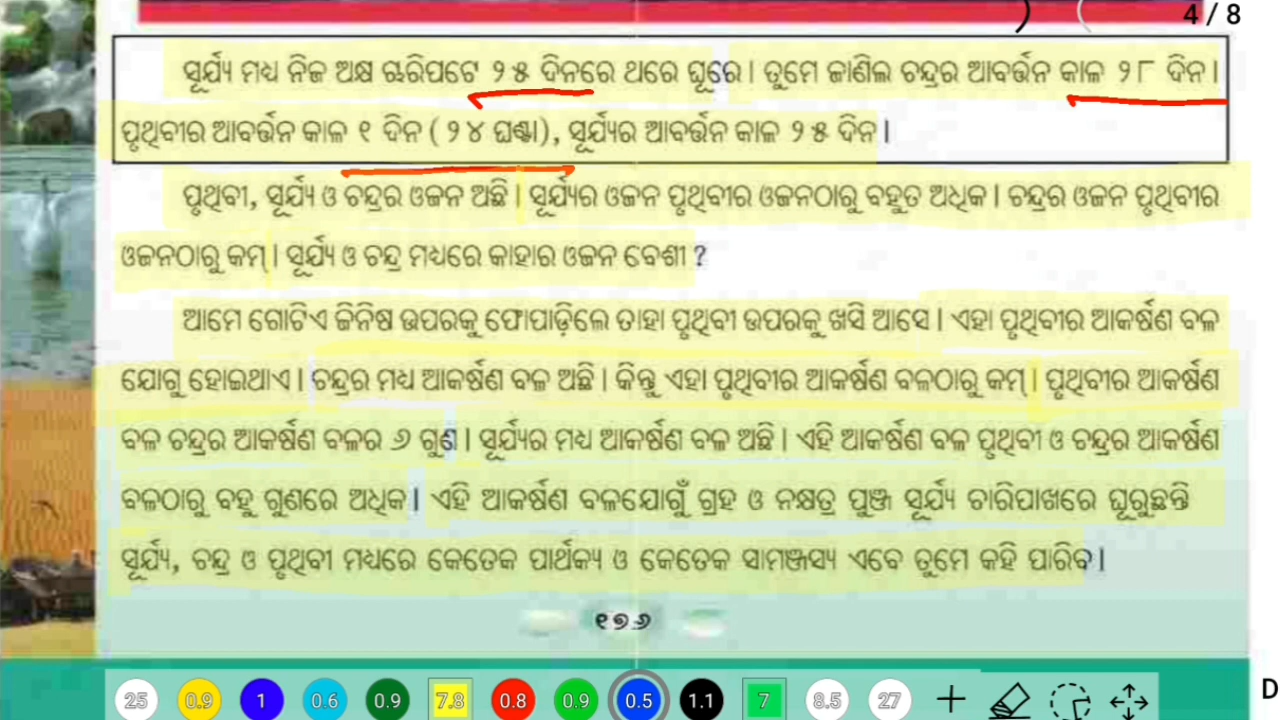 4 / 8
ସୂର୍ଯ୍ୟ ମଧ୍ୟ ନିଜ ଅକ୍ଷ ଋରିପଟେ ୨୫ ଦିନରେ ଥରେ ଘୂରେ । ତୁମେ ଜାଣିଲ ଚନ୍ଦ୍ରର ଆବର୍ତ୍ତନ କାଳ ୨୮ ଦିନ ।
ପୃଥିବୀର ଆବର୍ତ୍ତନ କାଳ ୧ ଦିନ ( ୨୪ ଘଣ୍ଟା), ସୂର୍ଯ୍ୟର ଆବର୍ତ୍ତନ କାଳ ୨୫ ଦିନ ।
ପୃଥିବୀ, ସୂର୍ଯ୍ୟ ଓ ଚନ୍ଦ୍ରର ଓଜନ ଅଛି । ସୂର୍ଯ୍ୟର ଓଜନ ପୃଥିବୀର ଓଜନଠାରୁ ବହୁତ ଅଧିକ । ଚନ୍ଦ୍ରର ଓଜନ ପୃଥିବୀର
ଓଜନଠାରୁ କମ୍ । ସୂର୍ଯ୍ୟ ଓ ଚନ୍ଦ୍ର ମଧ୍ୟରେ କାହାର ଓଜନ ବେଶୀ ?
ଆମେ ଗୋଟିଏ ଜିନିଷ ଉପରକୁ ଫୋପାଡ଼ିଲେ ତାହା ପୃଥିବୀ ଉପରକୁ ଖସି ଆସେ । ଏହା ପୃଥିବୀର ଆକର୍ଷଣ ବଳ
ଯୋଗୁ ହୋଇଥାଏ । ଚନ୍ଦ୍ରର ମଧ୍ୟ ଆକର୍ଷଣ ବଳ ଅଛି । କିନ୍ତୁ ଏହା ପୃଥିବୀର ଆକର୍ଷଣ ବଳଠାରୁ କମ୍ । ପୃଥିବୀର ଆକର୍ଷଣ
ବଳ ଚନ୍ଦ୍ରର ଆକର୍ଷଣ ବଳର ୬ ଗୁଣ । ସୂର୍ଯ୍ୟର ମଧ୍ୟ ଆକର୍ଷଣ ବଳ ଅଛି । ଏହି ଆକର୍ଷଣ ବଳ ପୃଥିବୀ ଓ ଚନ୍ଦ୍ରର ଆକର୍ଷଣ
ବଳଠାରୁ ବହୁ ଗୁଣରେ ଅଧିକ । ଏହି ଆକର୍ଷଣ ବଳଯୋଗୁଁ ଗ୍ରହ ଓ ନକ୍ଷତ୍ର ପୁଞ୍ଜ ସୂର୍ଯ୍ୟ ଚାରିପାଖରେ ଘୂରୁଛନ୍ତି
ସୂର୍ଯ୍ୟ, ଚନ୍ଦ୍ର ଓ ପୃଥିବୀ ମଧ୍ୟରେ କେତେକ ପାର୍ଥକ୍ୟ ଓ କେତେକ ସାମଞ୍ଜସ୍ୟ ଏବେ ତୁମେ କହି ପାରିବ ।
୧୭୬
25 0.9 1 0.6 0.9 7.8 0.8 0.9 0.5 1.1 7 8.5 27 D